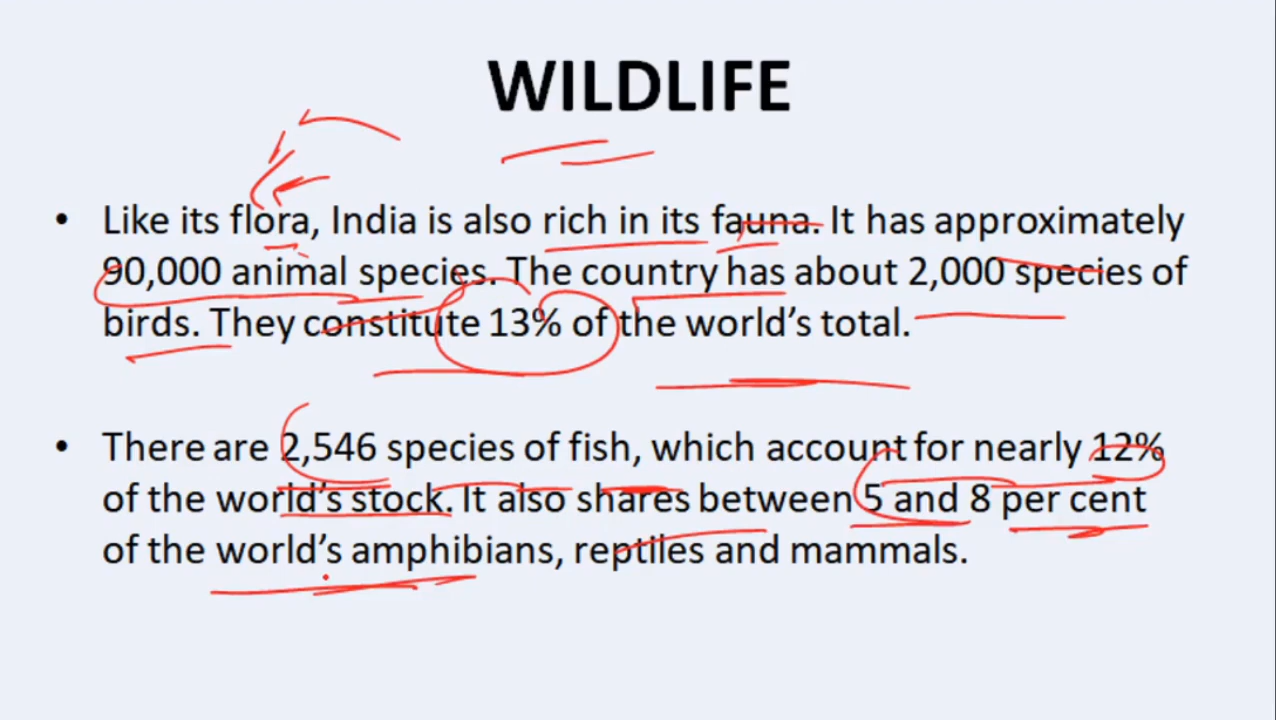 WILDLIFE
• Like its flora, India is also rich in its fauna. It has approximately
90,000 animal species. The country has about 2,000 species of
birds. They constitute 13% of the world's total.
• There are 2,546 species of fish, which account for nearly 12%
of the world's stock. It also shares between 5 and 8 per cent
of the world's amphibians, reptiles and mammals.